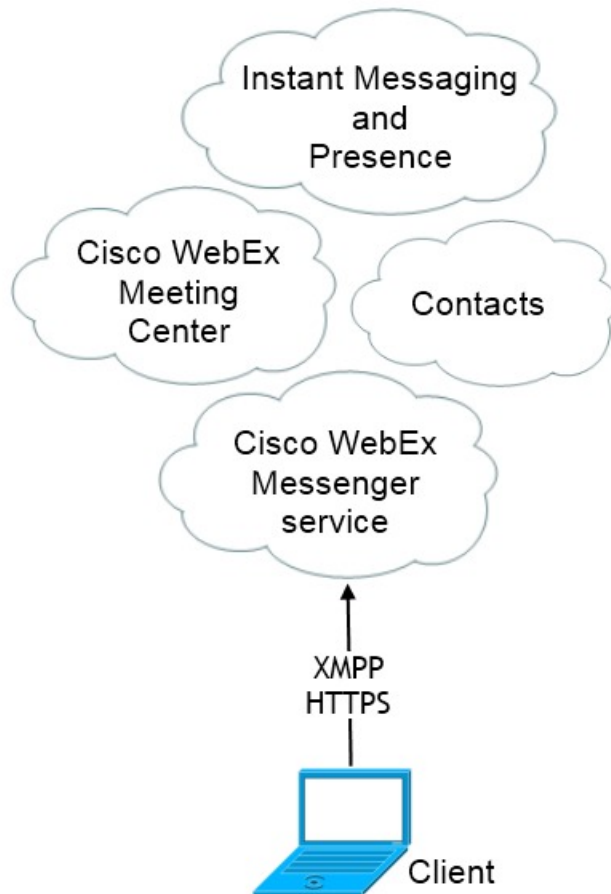 Instant Messaging
and
Presence
Cisco WebEx
Meeting
Center
Contacts
Cisco WebEx
Messenger
service
XMPP
HTTPS
Client